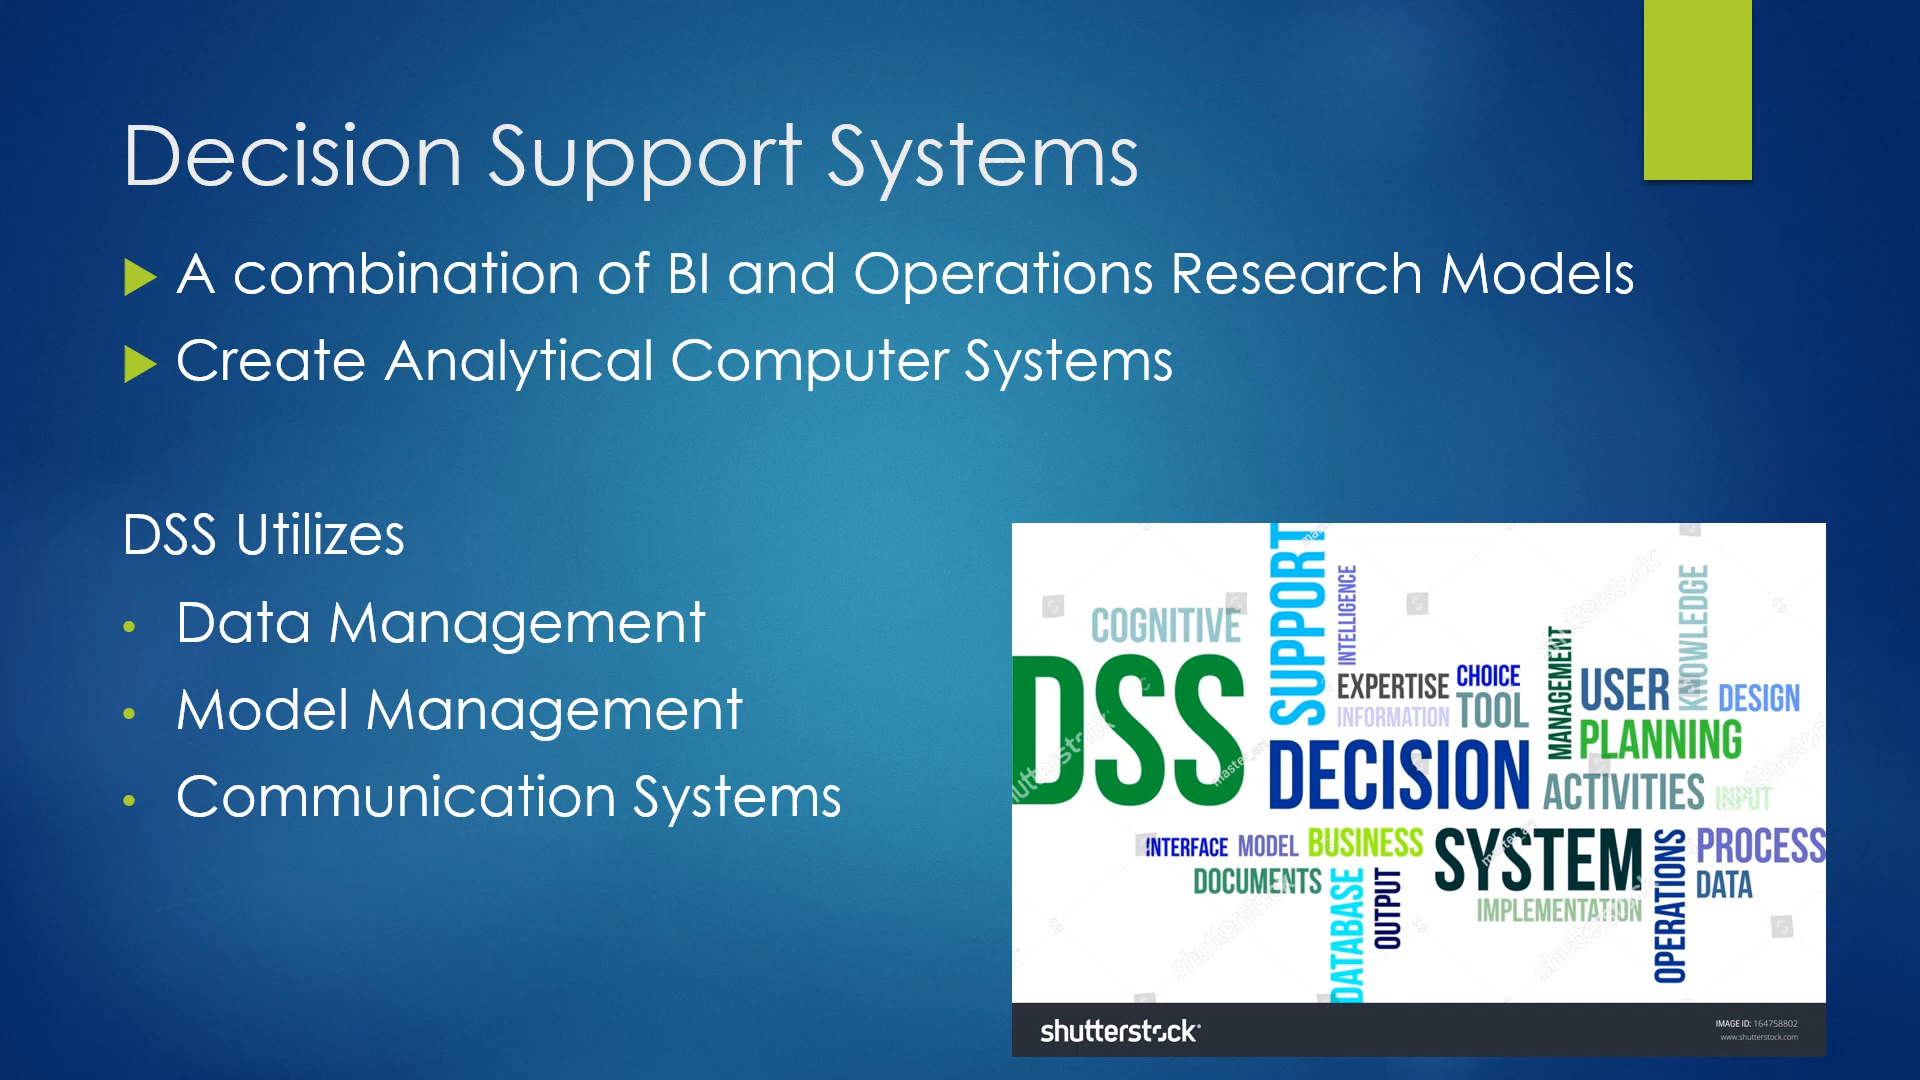 Decision Support Systems
A combination of BI and Operations Research Models
Create Analytical Computer Systems
DSS Utilizes
Data Management
Model Management
Communication Systems
COGNITIVE
DSS
SUPPORT
INTELLIGENCE
EXPERTISE
CHOICE
INFORMATION
TOOL
DECISION
MANAGEMENT
USER
KNOWLEDGE
DESIGN
PLANNING
ACTIVITIES
INPUT
INTERFACE
MODEL
BUSINESS
DOCUMENTS
DATABASE
OUTPUT
SYSTEM
IMPLEMENTATION
OPERATIONS
PROCESS
DATA
shutterstock
IMAGE ID: 164758802
www.shutterstock.com